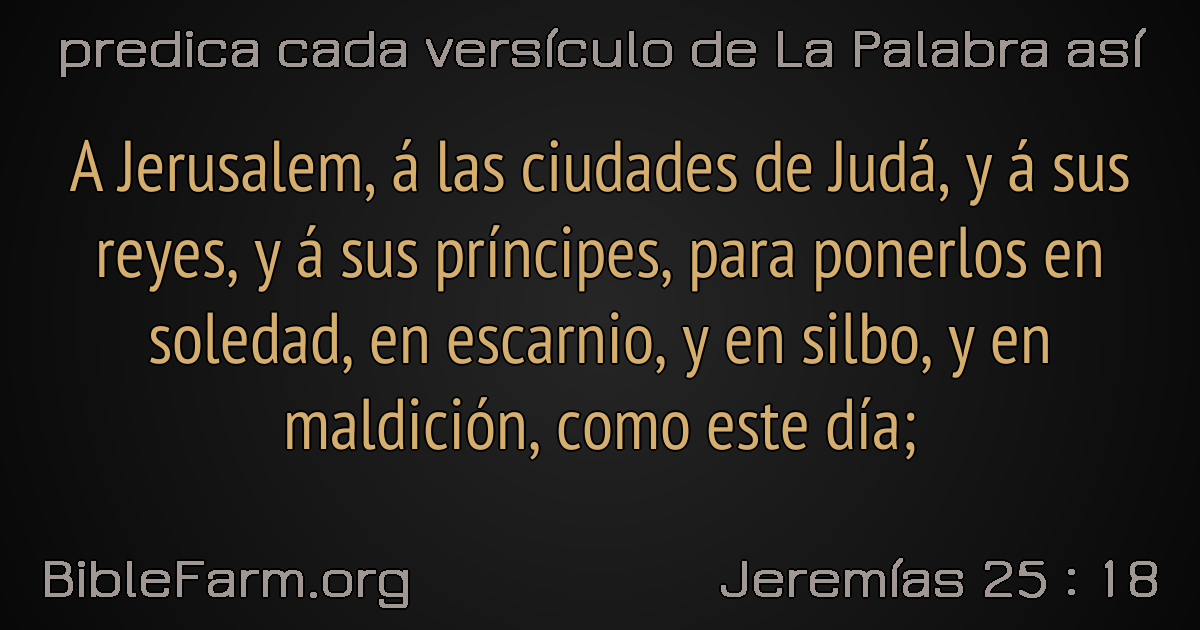 predica cada versículo de La Palabra así
A Jerusalem, á las ciudades de Judá, y á sus
reyes, y á sus príncipes, para ponerlos en
soledad, en escarnio, y en silbo, y en
maldición, como este día;
BibleFarm.org
Jeremías 25 : 18